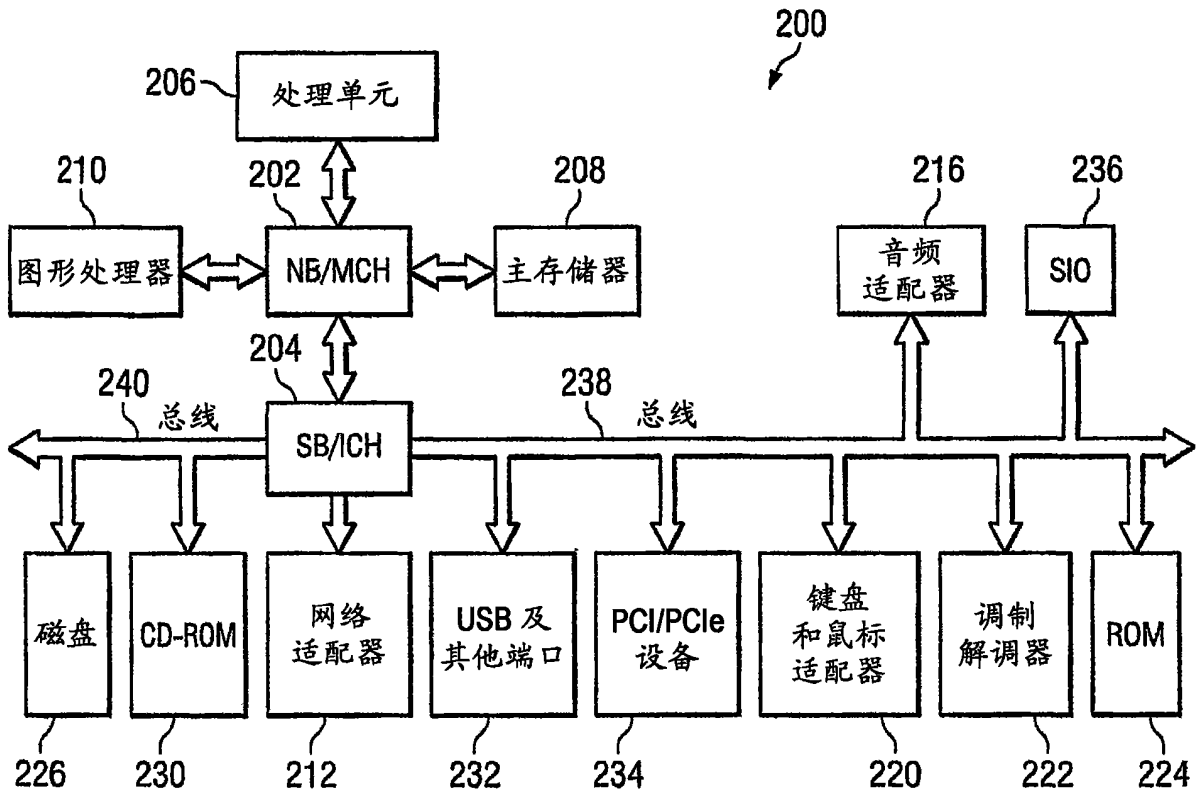 200
206
处理单元
210
202
208
216
236
图形处理器
NB/MCH
主存储器
音频
适配器
SIO
204
240
总线
238
总线
SB/ICH
磁盘
CD-ROM
网络
适配器
USB 及
其他端口
PCI/PCIe
设备
键盘
和鼠标
适配器
调制
解调器
ROM
226
230
212
232
234
220
222
224